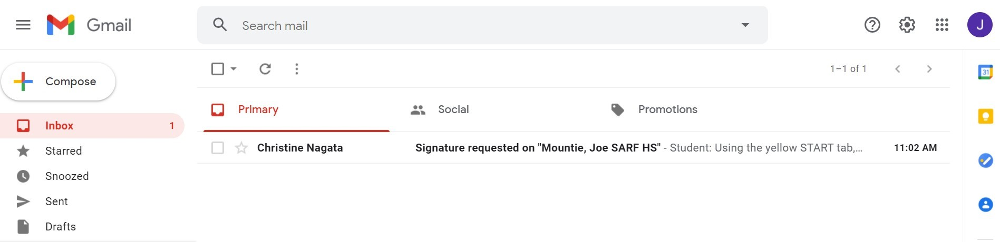 Gmail
Search mail
J
Compose
1–1 of 1
31
Primary
Social
Promotions
Inbox 1
Christine Nagata Signature requested on "Mountie, Joe SARF HS" - Student: Using the yellow START tab,... 11:02 AM
Starred
Snoozed
Sent
Drafts